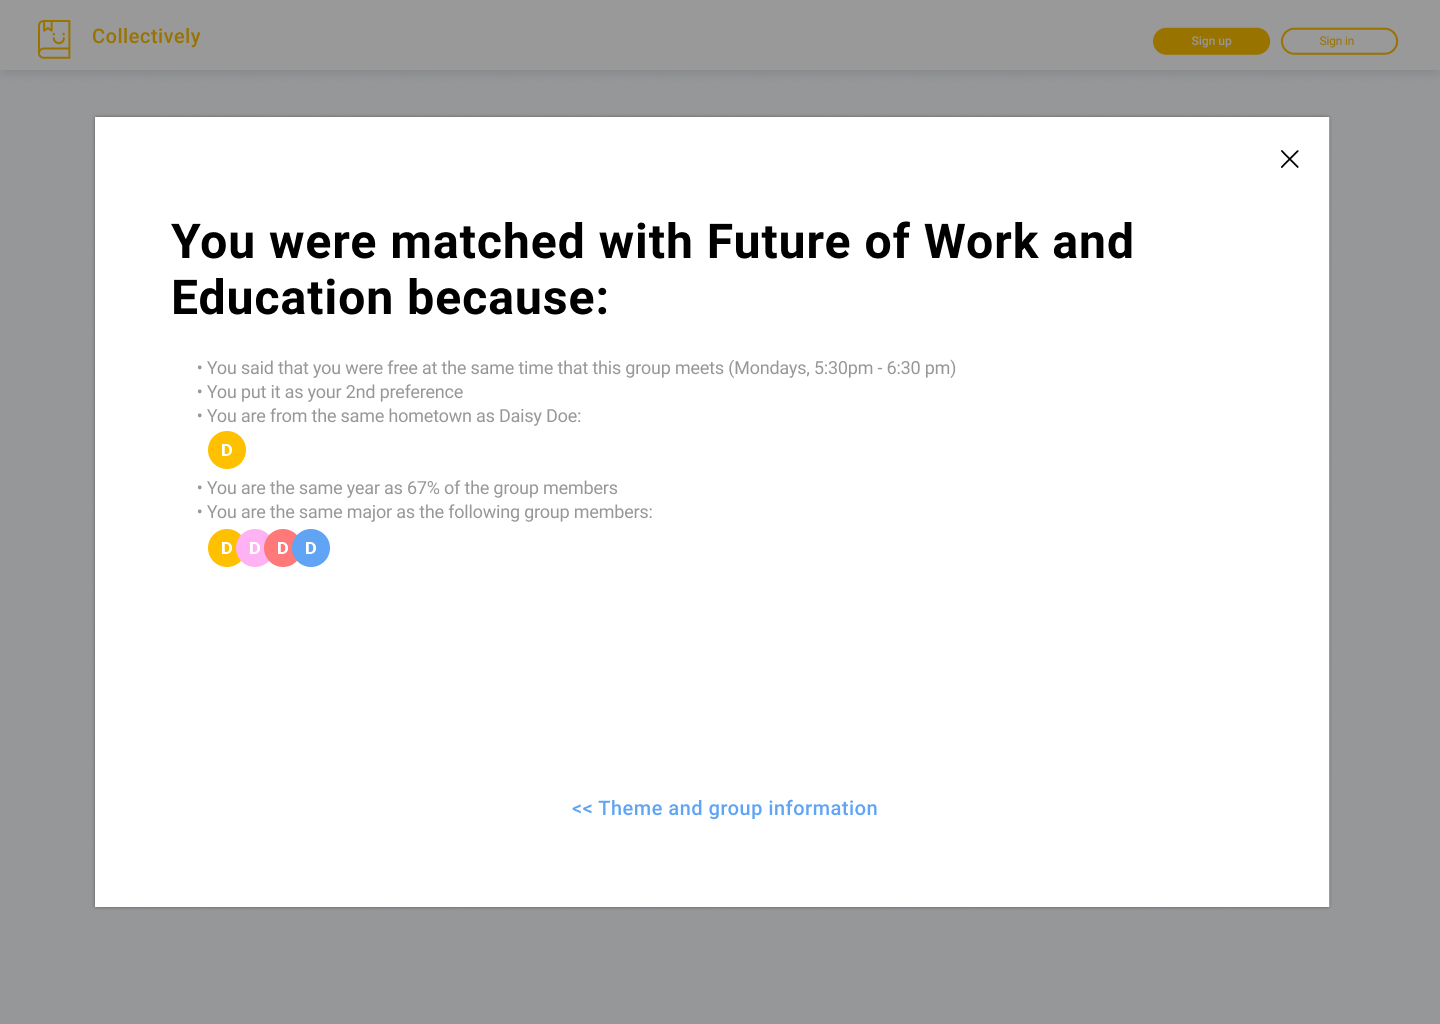 Collectively
Sign up
Sign in
You were matched with Future of Work and
Education because:
• You said that you were free at the same time that this group meets (Mondays, 5:30pm - 6:30 pm)
• You put it as your 2nd preference
• You are from the same hometown as Daisy Doe:
D
• You are the same year as 67% of the group members
• You are the same major as the following group members:
D D D D
<< Theme and group information